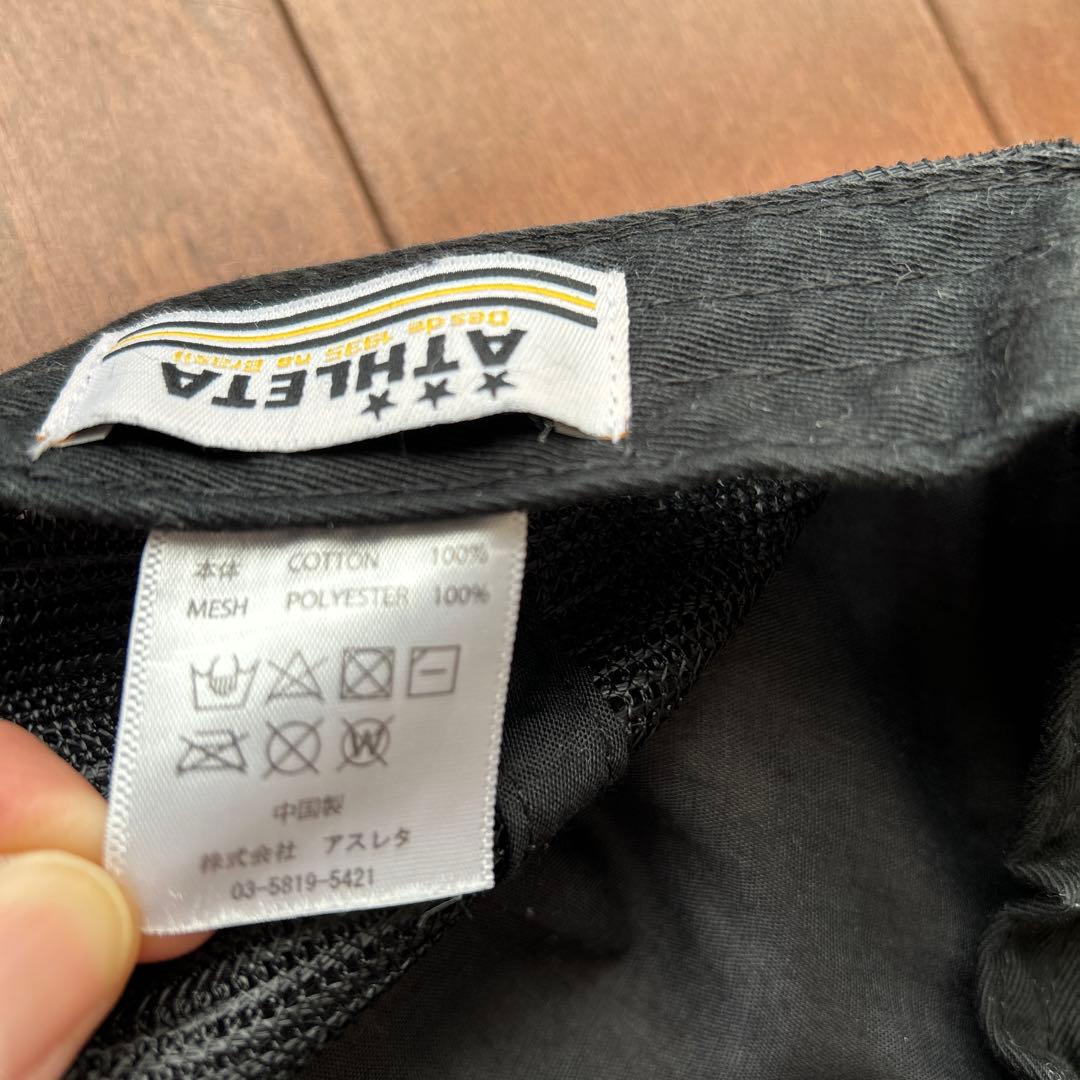 ATHLETA
Desde 1935 no Brasil
本体 COTTON 100%
MESH POLYESTER 100%
W
中国製
株式会社 アスレタ
03-5819-5421